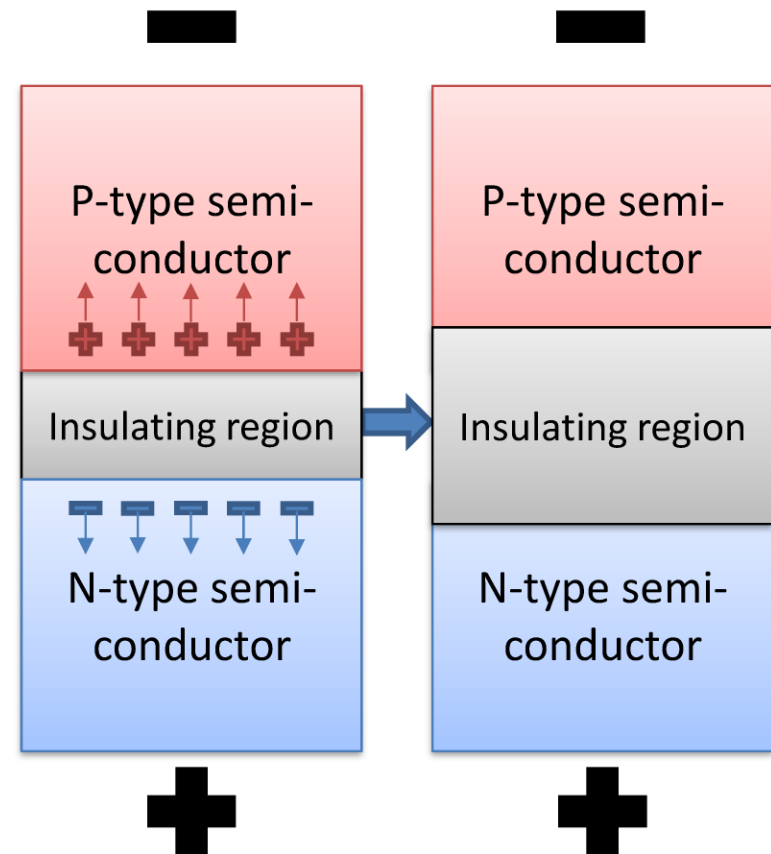 P-type semi-
conductor
Insulating region
N-type semi-
conductor
P-type semi-
conductor
Insulating region
N-type semi-
conductor